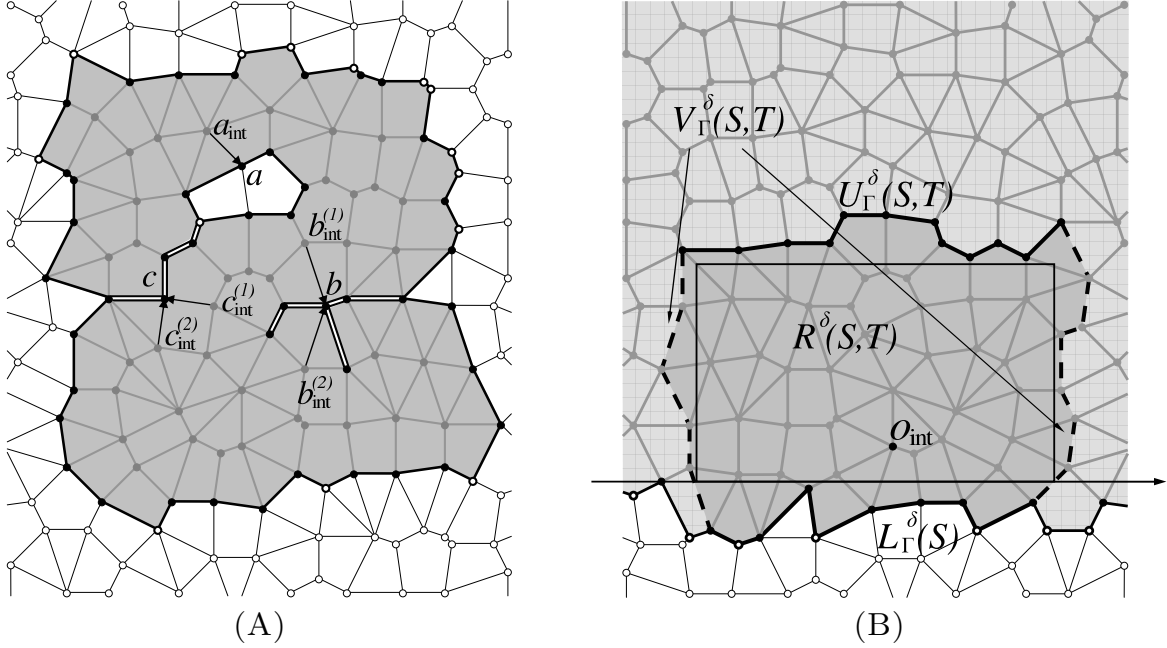 a_int
a
b_int^(1)
b
c
c_int^(1)
c_int^(2)
b_int^(2)
(A)
V_Γ^δ(S,T)
U_Γ^δ(S,T)
R^δ(S,T)
o_int
L_Γ^δ(S)
(B)